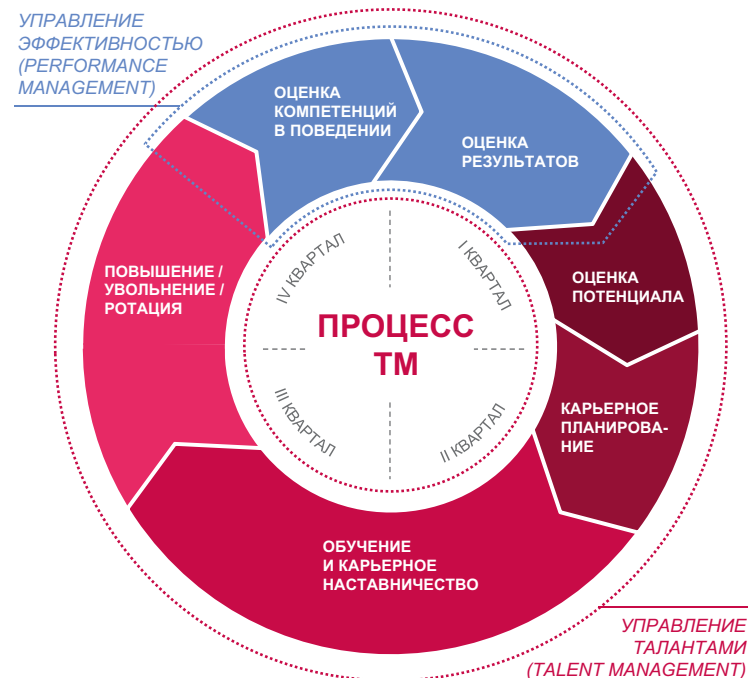 УПРАВЛЕНИЕ
ЭФФЕКТИВНОСТЬЮ
(PERFORMANCE
MANAGEMENT)
ОЦЕНКА
КОМПЕТЕНЦИЙ
В ПОВЕДЕНИИ
ОЦЕНКА
РЕЗУЛЬТАТОВ
ПОВЫШЕНИЕ /
УВОЛЬНЕНИЕ /
РОТАЦИЯ
IV КВАРТАЛ
I КВАРТАЛ
ОЦЕНКА
ПОТЕНЦИАЛА
ПРОЦЕСС
ТМ
III КВАРТАЛ
II КВАРТАЛ
КАРЬЕРНОЕ
ПЛАНИРОВА-
НИЕ
ОБУЧЕНИЕ
И КАРЬЕРНОЕ
НАСТАВНИЧЕСТВО
УПРАВЛЕНИЕ
ТАЛАНТАМИ
(TALENT MANAGEMENT)